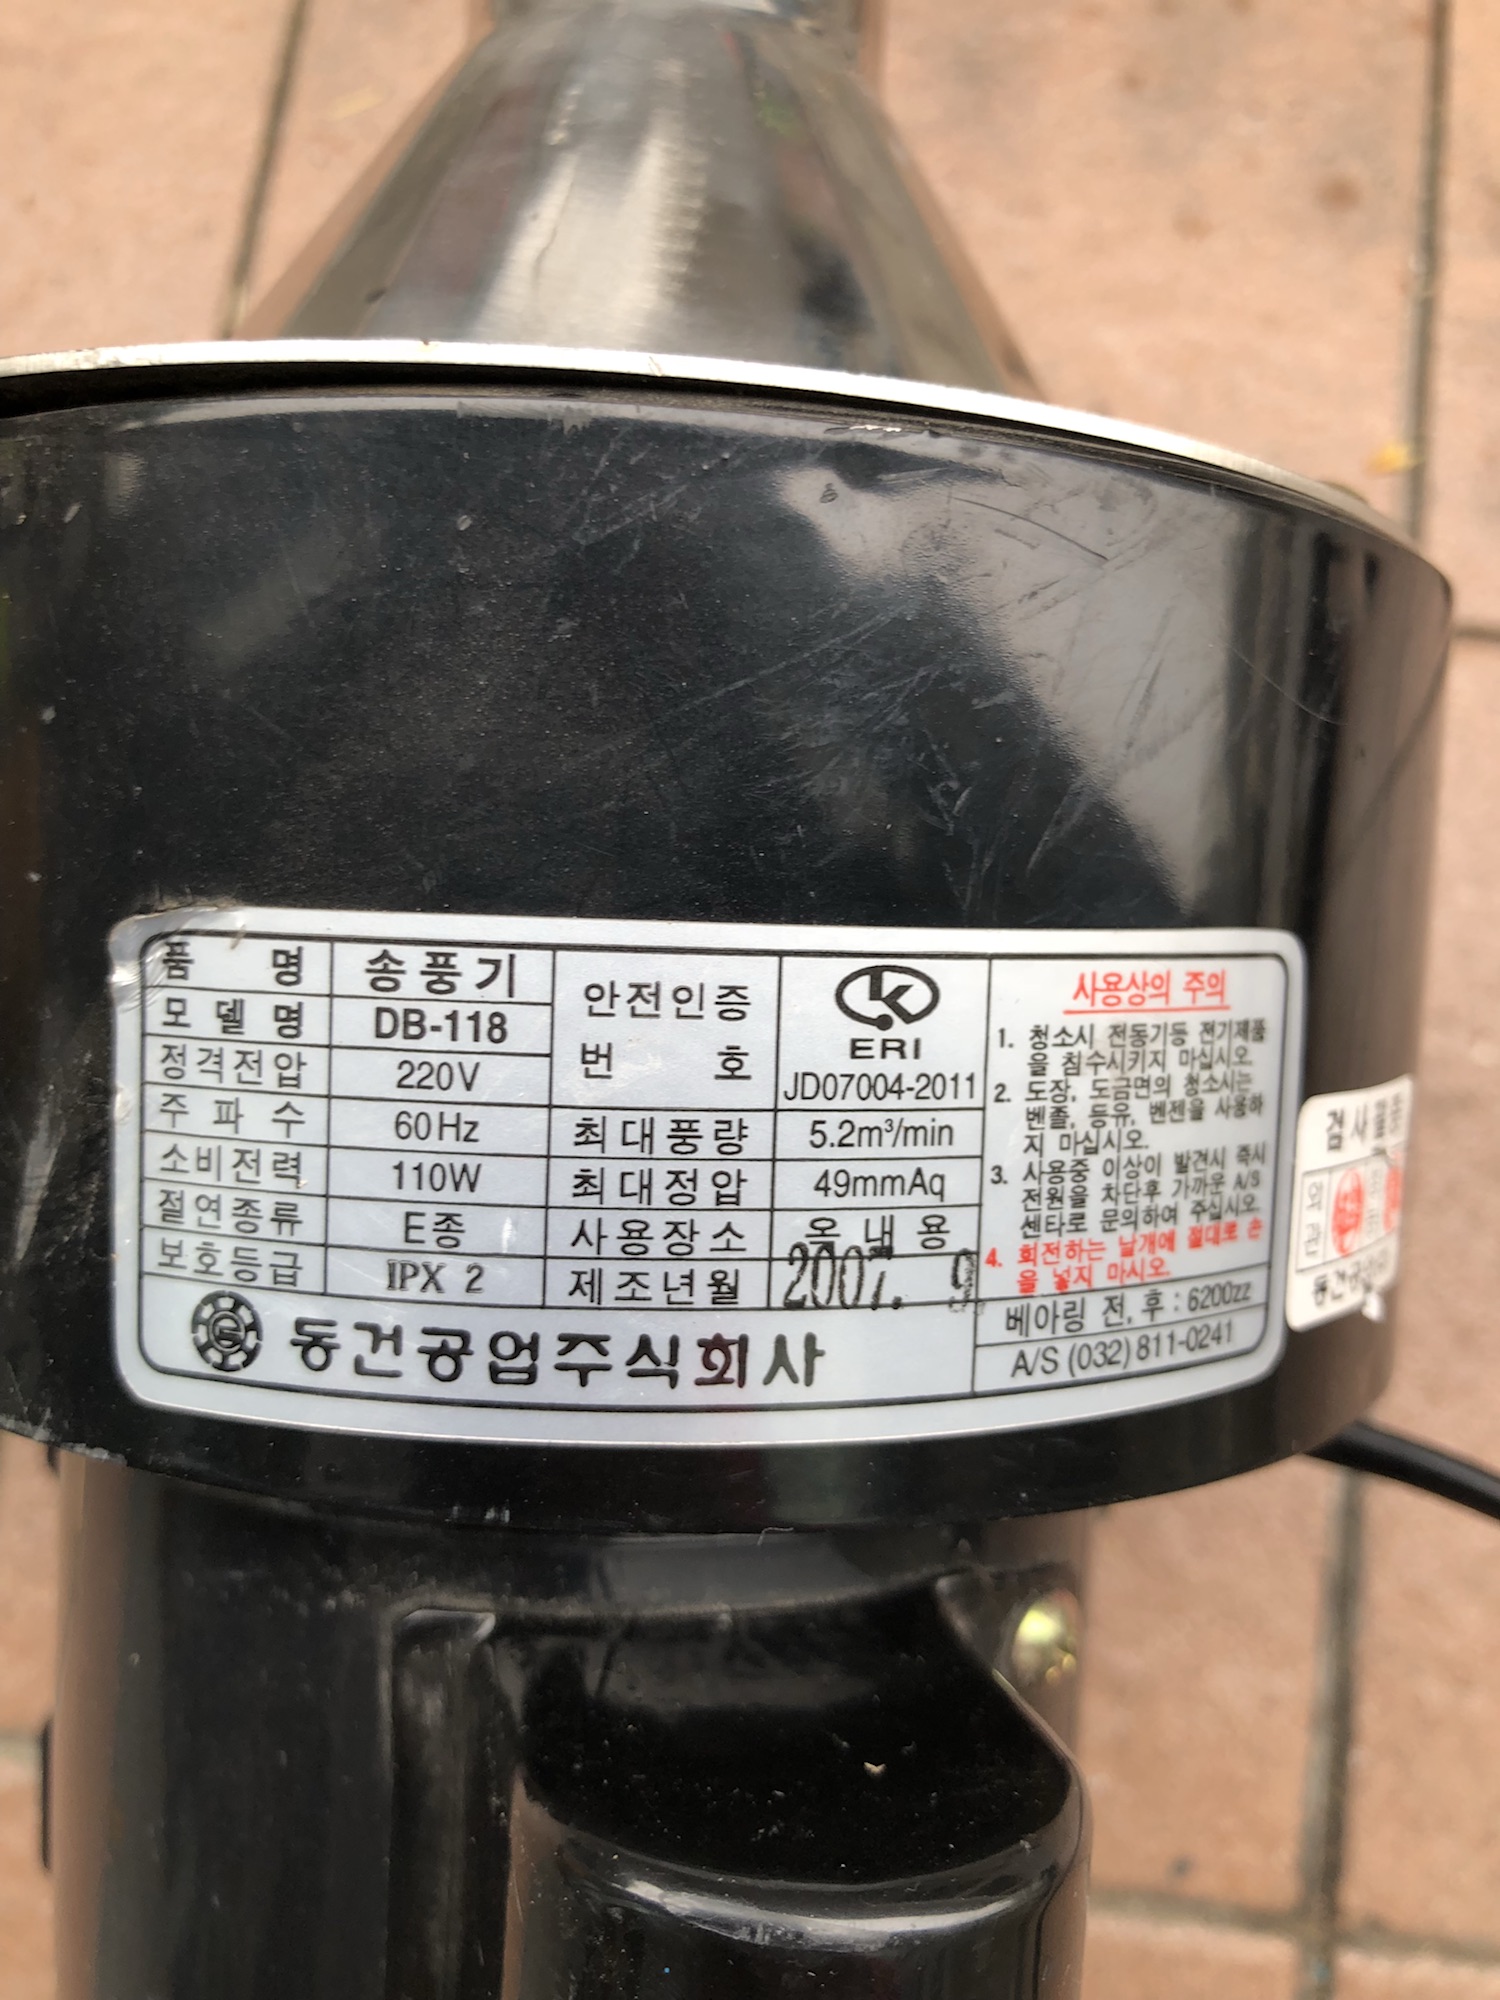 품 명 송풍기
모 델 명 DB-118
정격전압 220V
주 파 수 60Hz
소비전력 110W
절연종류 E종
보호등급 IPX 2
안전인증
번 호
ERI
JD07004-2011
최대풍량 5.2m³/min
최대정압 49mmAq
사용장소 옥 내 용
제조년월 2007. 9
동건공업주식회사
사용상의 주의
1. 청소시 전동기등 전기제품
을 침수시키지 마십시오.
2. 도장, 도금면의 청소시는
벤졸, 등유, 벤젠을 사용하
지 마십시오.
3. 사용중 이상이 발견시 즉시
전원을 차단후 가까운 A/S
센타로 문의하여 주십시오.
4. 회전하는 날개에 절대로 손
을 넣지 마시오.
베아링 전, 후 : 6200zz
A/S (032) 811-0241
검사
외
관
동건공업